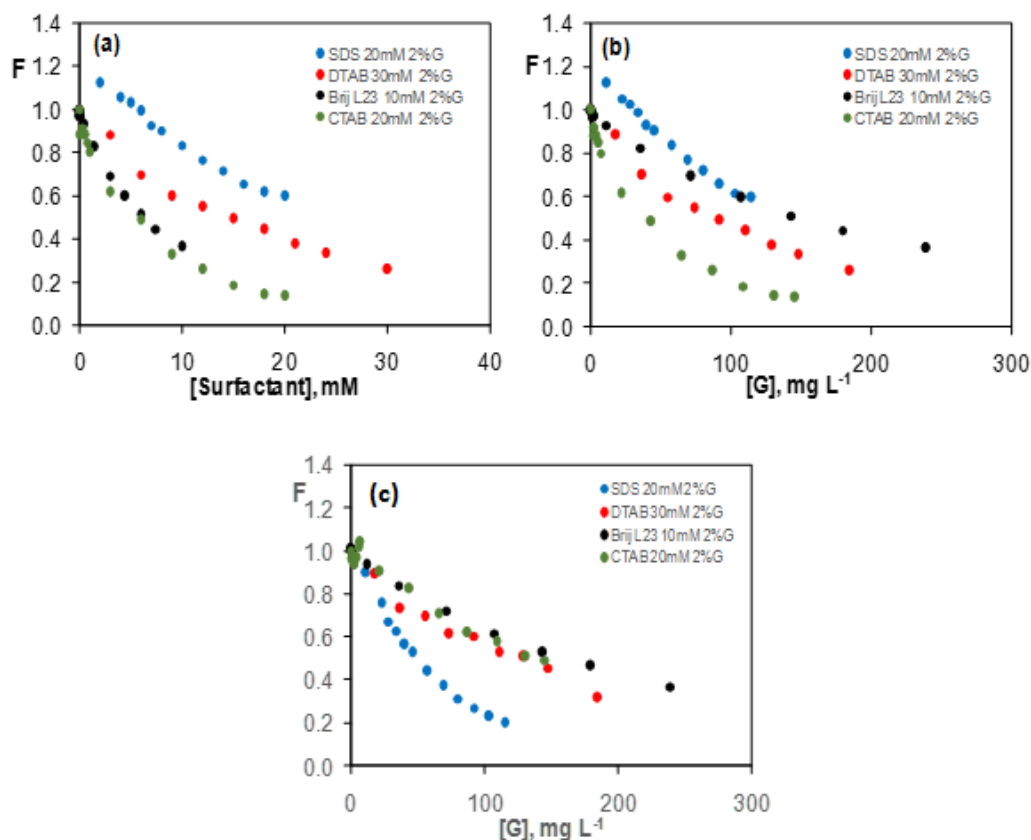 (a)
F
1.4
1.2
1.0
0.8
0.6
0.4
0.2
0.0
SDS 20mM 2%G
DTAB 30mM 2%G
Brij L23 10mM 2%G
CTAB 20mM 2%G
0 10 20 30 40
[Surfactant], mM
(b)
F
1.4
1.2
1.0
0.8
0.6
0.4
0.2
0.0
SDS 20mM 2%G
DTAB 30mM 2%G
Brij L23 10mM 2%G
CTAB 20mM 2%G
0 100 200 300
[G], mg L⁻¹
(c)
F
1.4
1.2
1.0
0.8
0.6
0.4
0.2
0.0
SDS 20mM 2%G
DTAB 30mM 2%G
Brij L23 10mM 2%G
CTAB 20mM 2%G
0 100 200 300
[G], mg L⁻¹